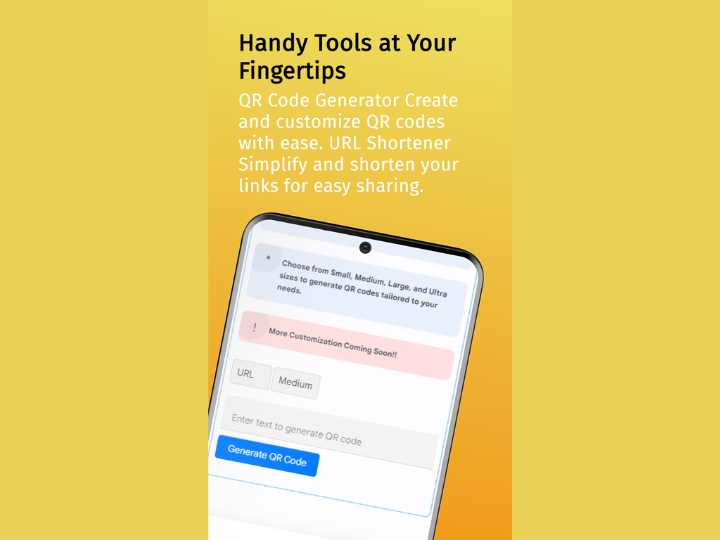 Handy Tools at Your
Fingertips
QR Code Generator Create
and customize QR codes
with ease. URL Shortener
Simplify and shorten your
links for easy sharing.
* Choose from Small, Medium, Large, and Ultra
sizes to generate QR codes tailored to your
needs.
! More Customization Coming Soon!!
URL Medium
Enter text to generate QR code
Generate QR Code